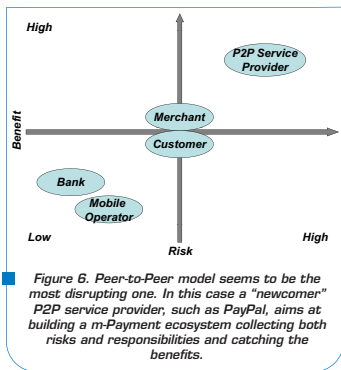 High
P2P Service
Provider
Benefit
Merchant
Customer
Bank
Mobile
Operator
Low
Risk
High
Figure 6. Peer-to-Peer model seems to be the
most disrupting one. In this case a “newcomer”
P2P service provider, such as PayPal, aims at
building a m-Payment ecosystem collecting both
risks and responsibilities and catching the
benefits.